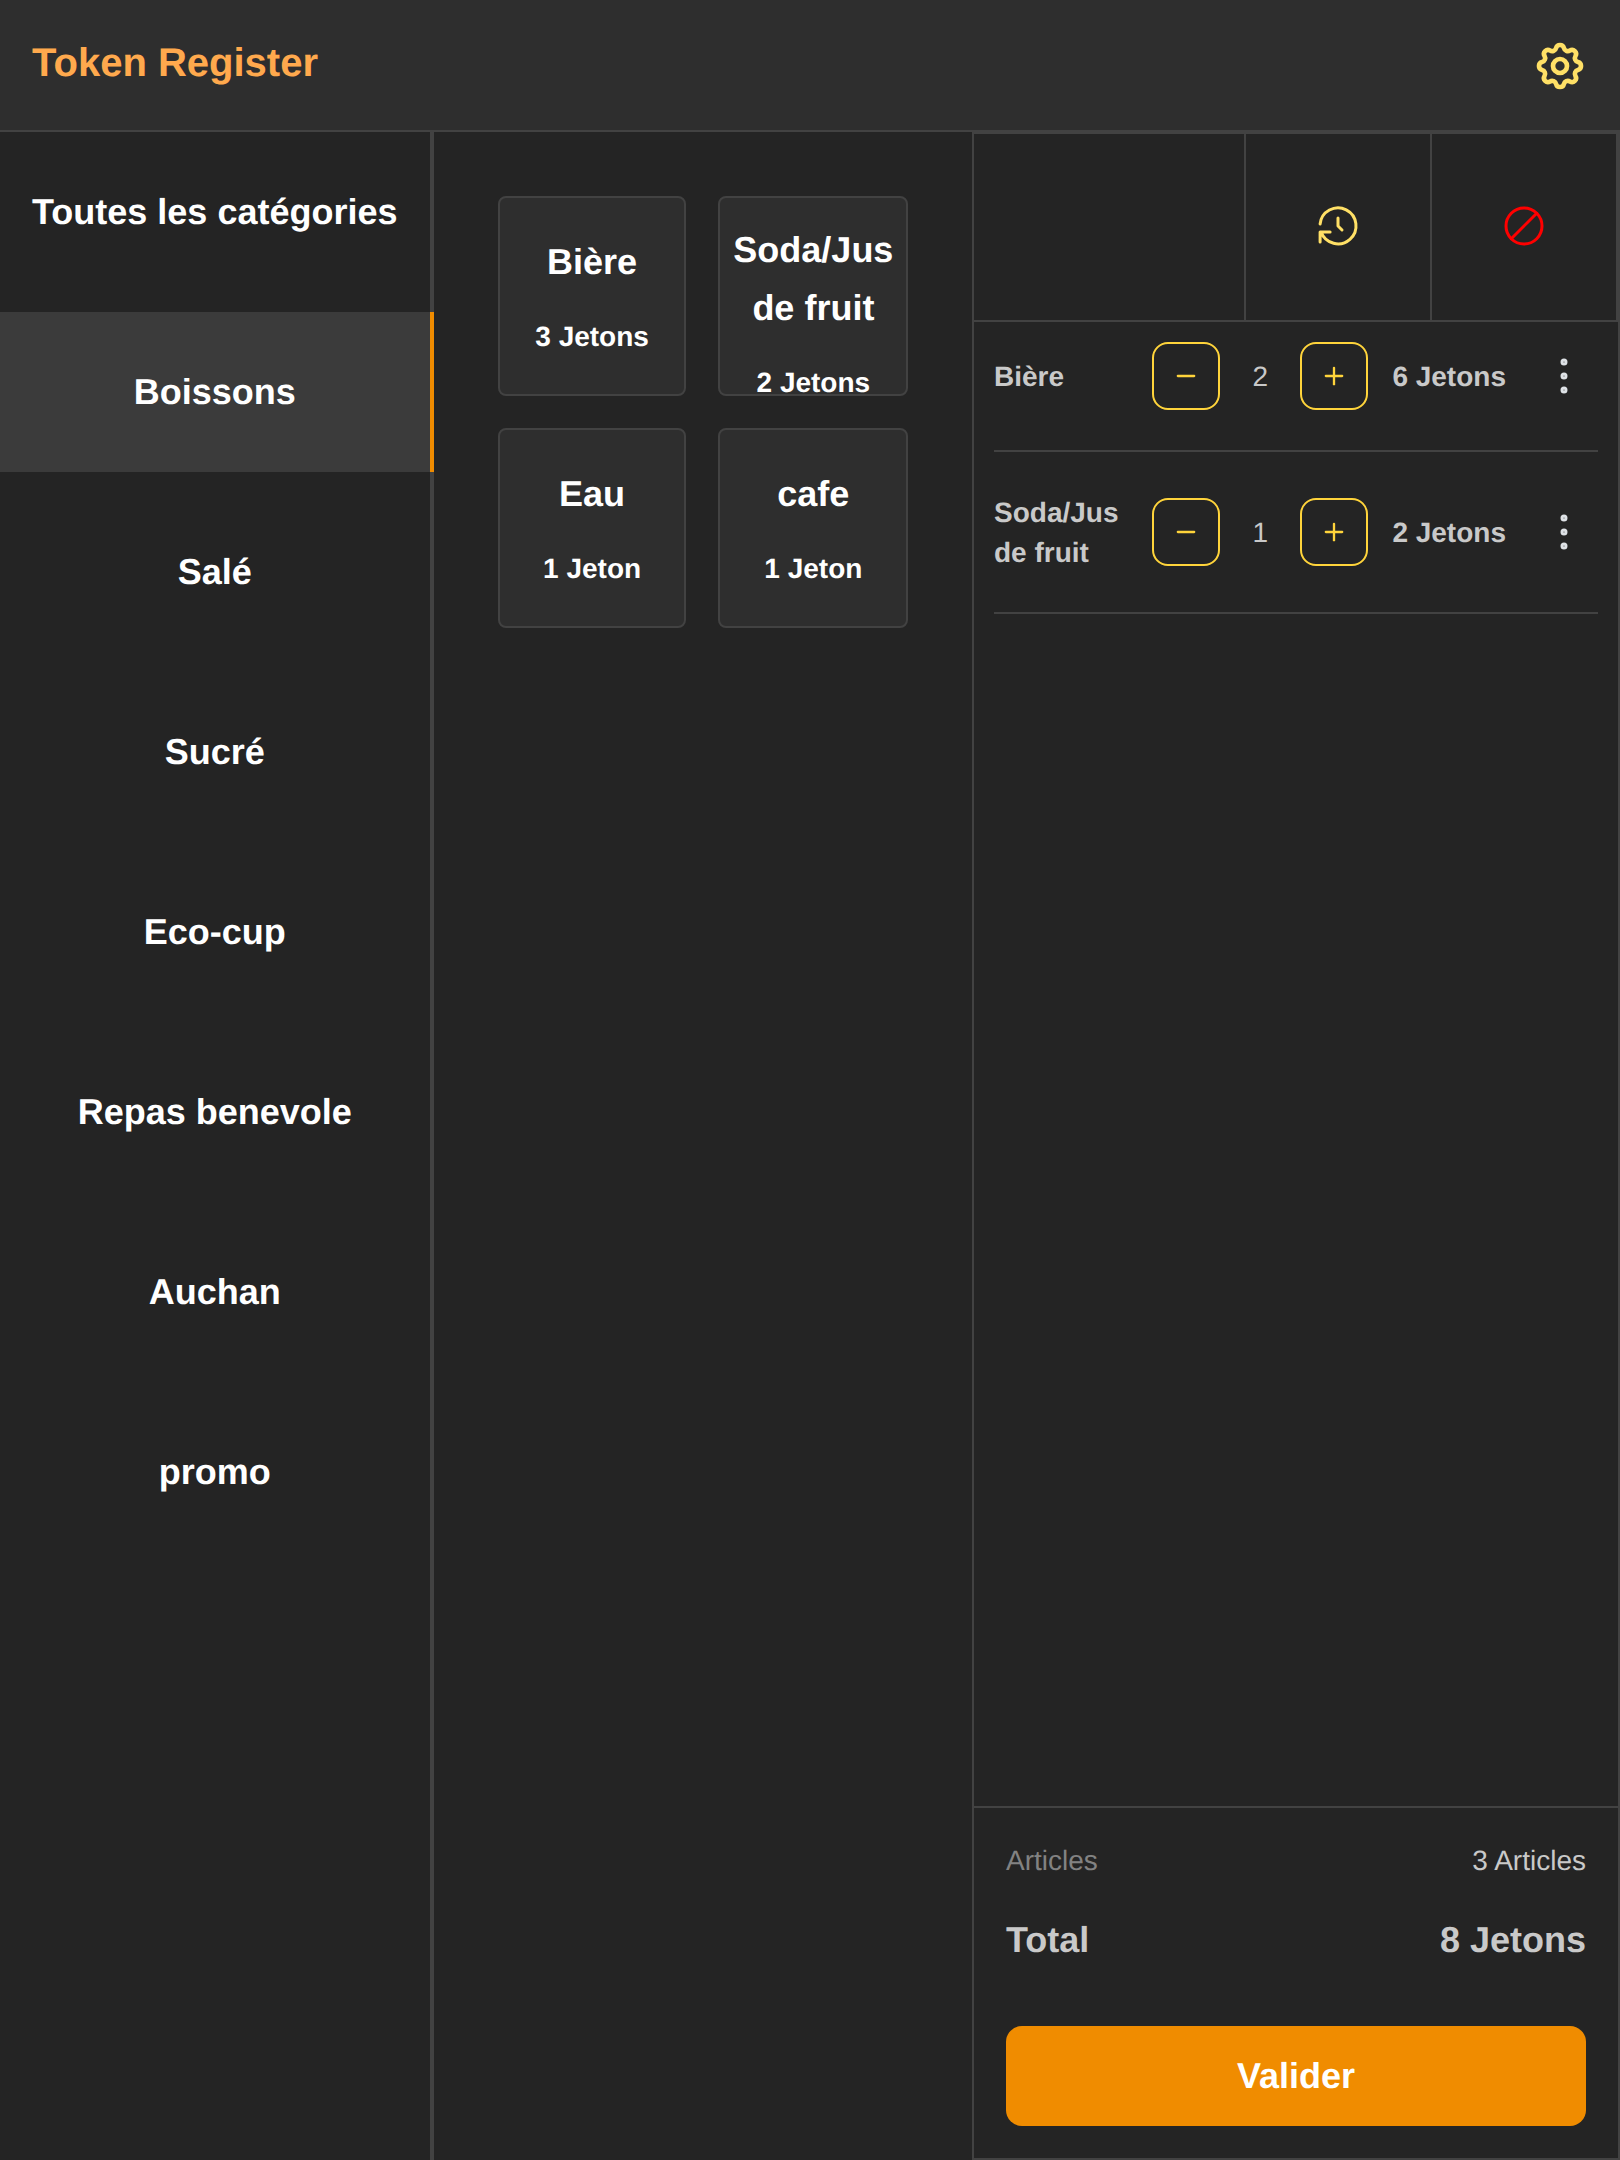 Token Register
Toutes les catégories
Boissons
Salé
Sucré
Eco-cup
Repas benevole
Auchan
promo
Bière
3 Jetons
Soda/Jus
de fruit
2 Jetons
Eau
1 Jeton
cafe
1 Jeton
Bière
2
6 Jetons
Soda/Jus
de fruit
1
2 Jetons
Articles
3 Articles
Total
8 Jetons
Valider